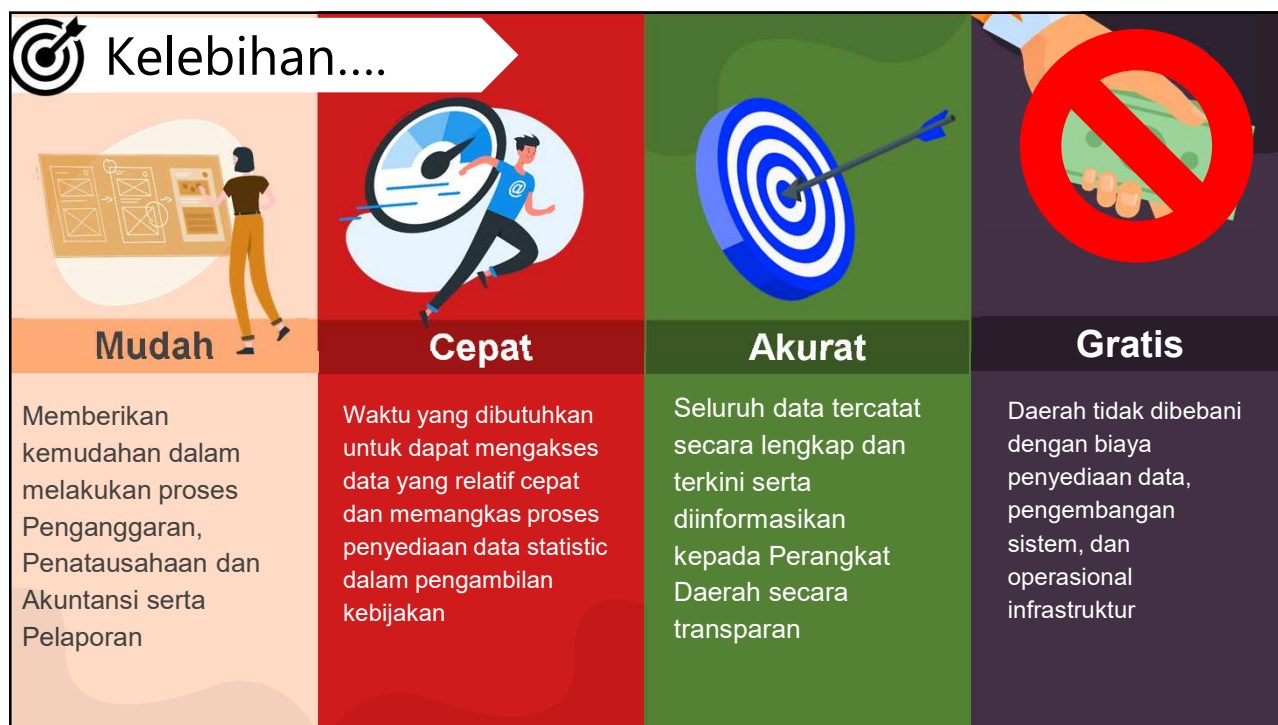 Kelebihan....
Mudah
Memberikan
kemudahan dalam
melakukan proses
Penganggaran,
Penatausahaan dan
Akuntansi serta
Pelaporan
Cepat
Waktu yang dibutuhkan
untuk dapat mengakses
data yang relatif cepat
dan memangkas proses
penyediaan data statistic
dalam pengambilan
kebijakan
@
Akurat
Seluruh data tercatat
secara lengkap dan
terkini serta
diinformasikan
kepada Perangkat
Daerah secara
transparan
Gratis
Daerah tidak dibebani
dengan biaya
penyediaan data,
pengembangan
sistem, dan
operasional
infrastruktur